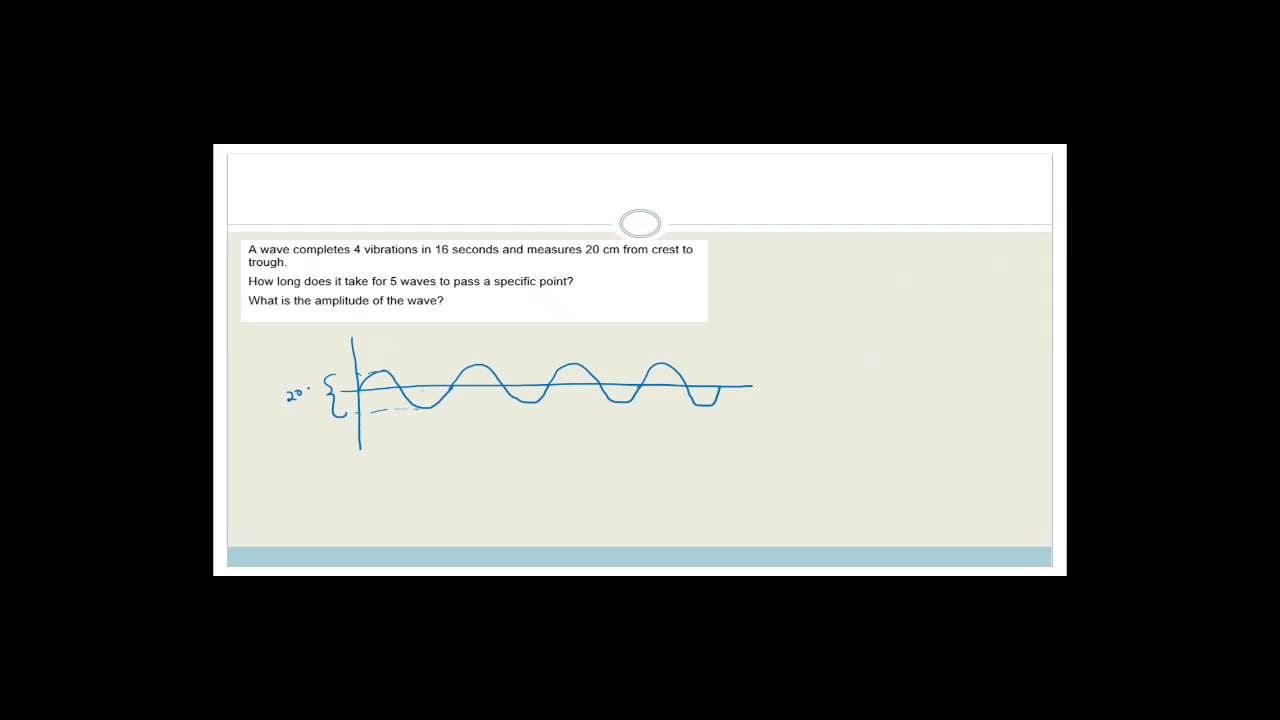 A wave completes 4 vibrations in 16 seconds and measures 20 cm from crest to
trough.
How long does it take for 5 waves to pass a specific point?
What is the amplitude of the wave?
20